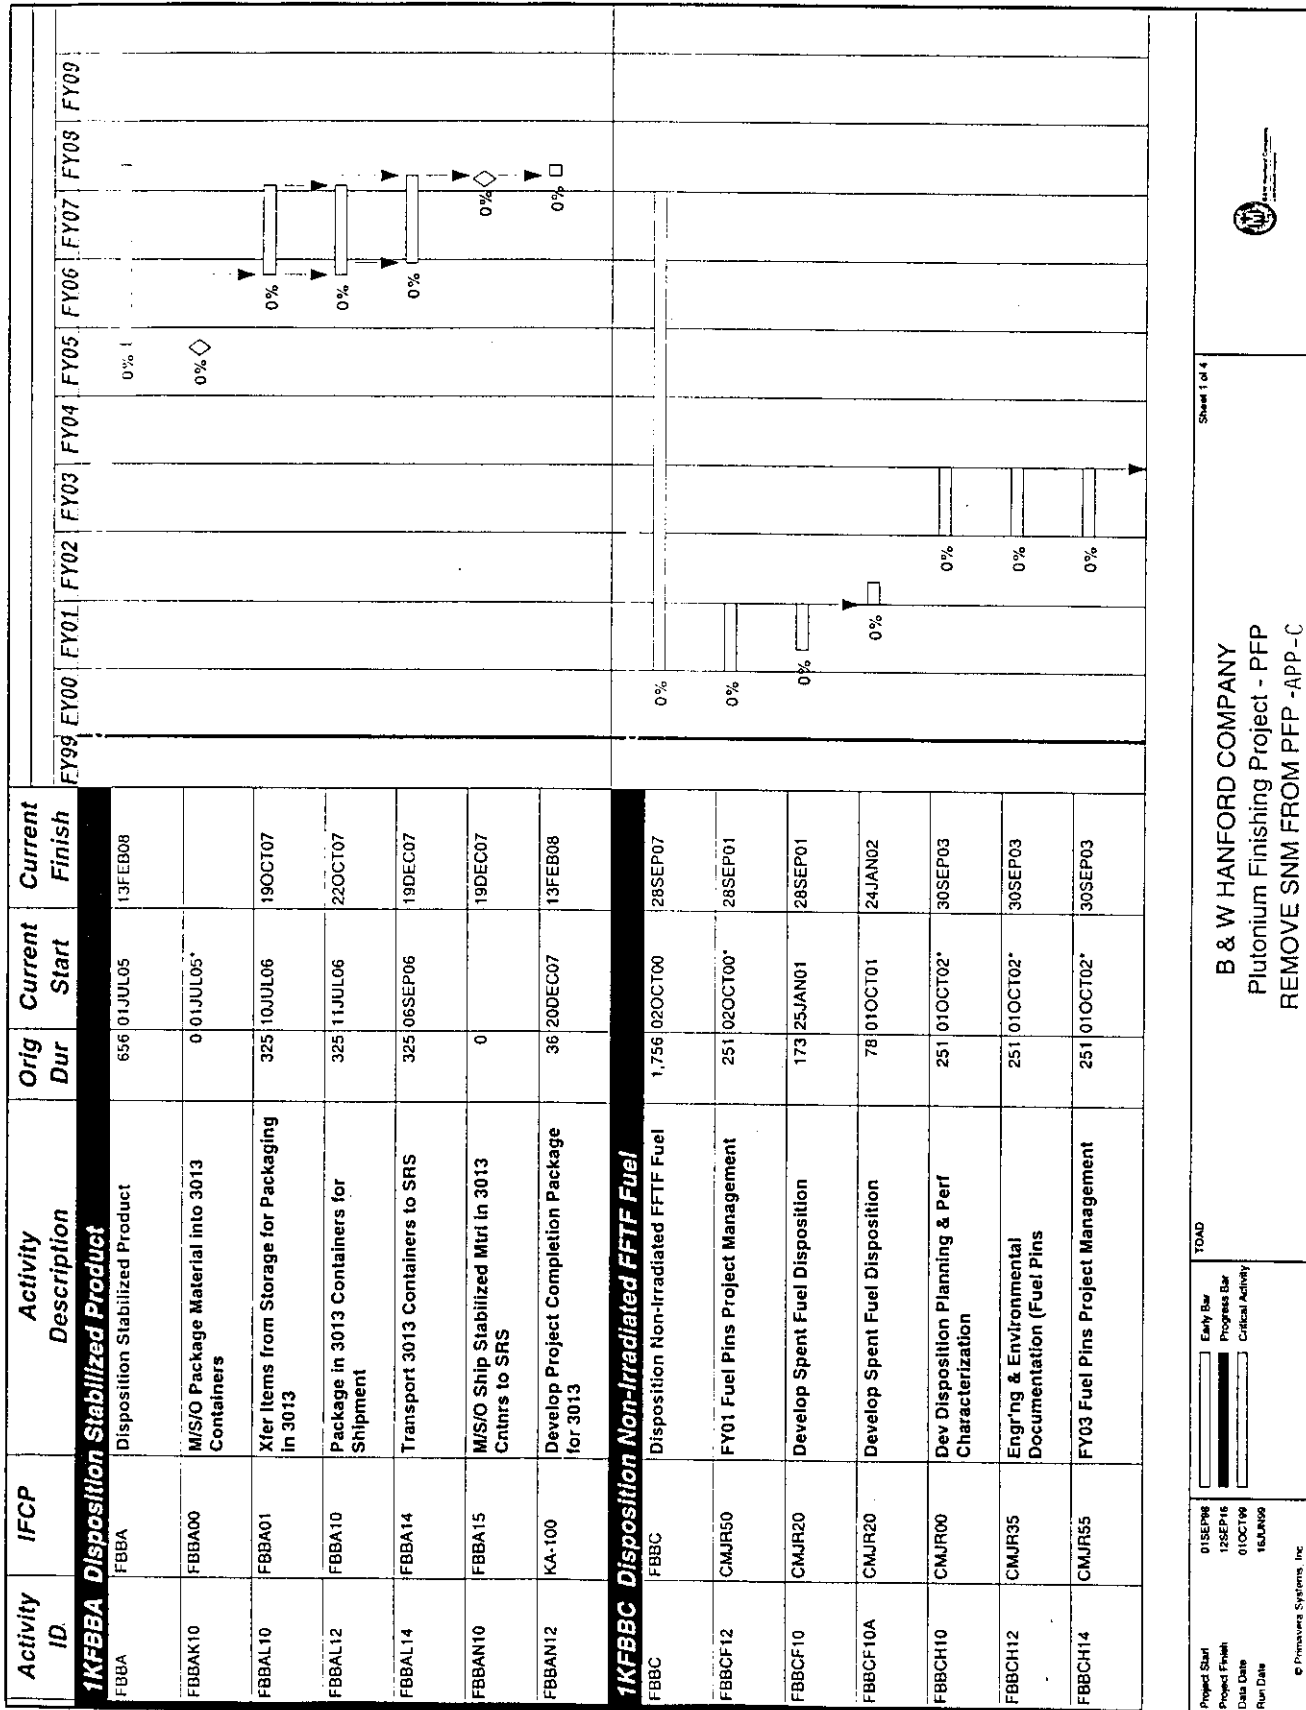 Activity ID. IFCP Activity Description Orig Dur Current Start Current Finish FY99 FY00 FY01 FY02 FY03 FY04 FY05 FY06 FY07 FY08 FY09
1KFBBA Disposition Stabilized Product
FBBA FBBA Disposition Stabilized Product 656 01JUL05 13FEB08 0%
FBBAK10 FBBA00 M/S/O Package Material into 3013 Containers 0 01JUL05* 0%
FBBAL10 FBBA01 Xfer Items from Storage for Packaging in 3013 325 10JUL06 19OCT07 0%
FBBAL12 FBBA10 Package in 3013 Containers for Shipment 325 11JUL06 22OCT07 0%
FBBAL14 FBBA14 Transport 3013 Containers to SRS 325 06SEP06 19DEC07 0%
FBBAN10 FBBA15 M/S/O Ship Stabilized Mtrl in 3013 Cntnrs to SRS 0 19DEC07 0%
FBBAN12 KA-100 Develop Project Completion Package for 3013 36 20DEC07 13FEB08 0%
1KFBBC Disposition Non-Irradiated FFTF Fuel
FBBC FBBC Disposition Non-Irradiated FFTF Fuel 1,756 02OCT00 28SEP07 0%
FBBCF12 CMJR50 FY01 Fuel Pins Project Management 251 02OCT00* 28SEP01 0%
FBBCF10 CMJR20 Develop Spent Fuel Disposition 173 25JAN01 28SEP01 0%
FBBCF10A CMJR20 Develop Spent Fuel Disposition 78 01OCT01 24JAN02 0%
FBBCH10 CMJR00 Dev Disposition Planning & Perf Characterization 251 01OCT02* 30SEP03 0%
FBBCH12 CMJR35 Engr'ng & Environmental Documentation (Fuel Pins 251 01OCT02* 30SEP03 0%
FBBCH14 CMJR55 FY03 Fuel Pins Project Management 251 01OCT02* 30SEP03 0%
Project Start 01SEP98
Project Finish 12SEP16
Data Date 01OCT99
Run Date 16JUN99
© Primavera Systems, Inc.
Early Bar
Progress Bar
Critical Activity
TOAD
B & W HANFORD COMPANY
Plutonium Finishing Project - PFP
REMOVE SNM FROM PFP -APP-C
Sheet 1 of 4